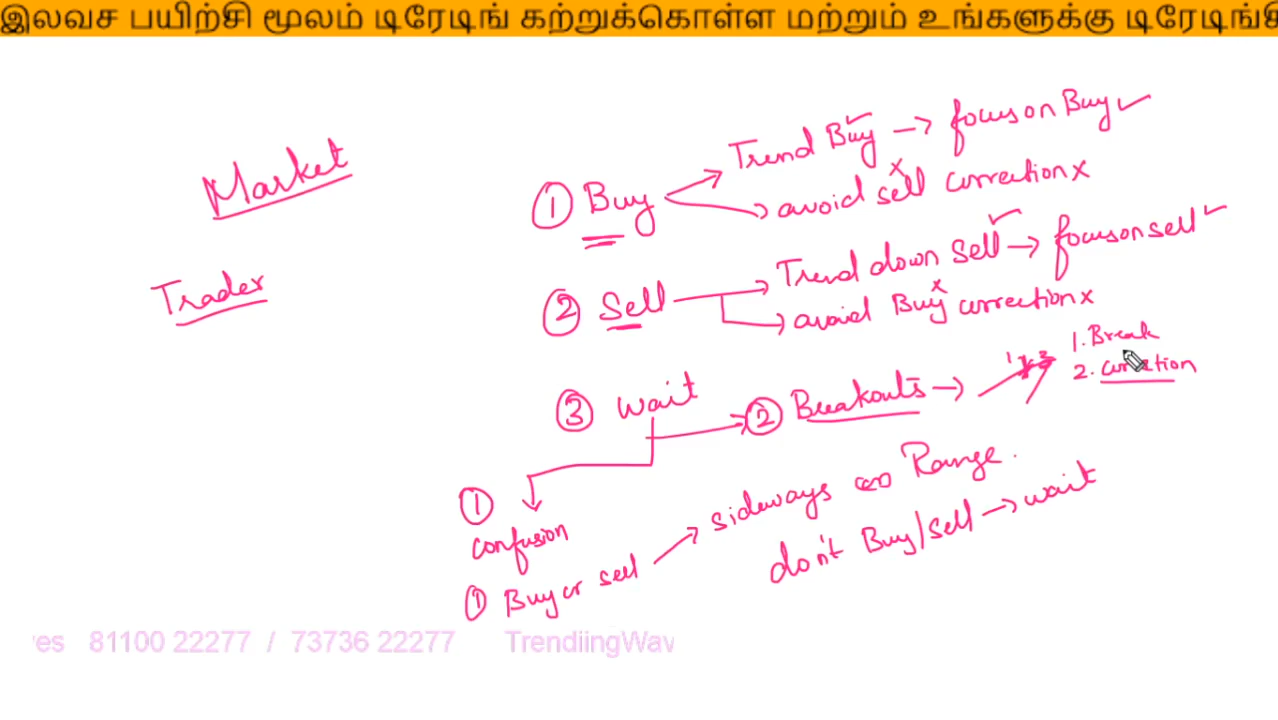 இலவச பயிற்சி மூலம் டிரேடிங் கற்றுக்கொள்ள மற்றும் உங்களுக்கு டிரேடிங்
Market
Trader
① Buy
Trend Buy ✓ → focus on Buy ✓
avoid sell x correction x
② Sell
Trend down sell ✓ → focus on sell ✓
avoid Buy x correction x
③ wait
② Breakouts →
1. Break
2. correction
①
confusion
① Buy or sell → sideways Range.
don't Buy/sell → wait
res 81100 22277 / 73736 22277 TrendiingWav